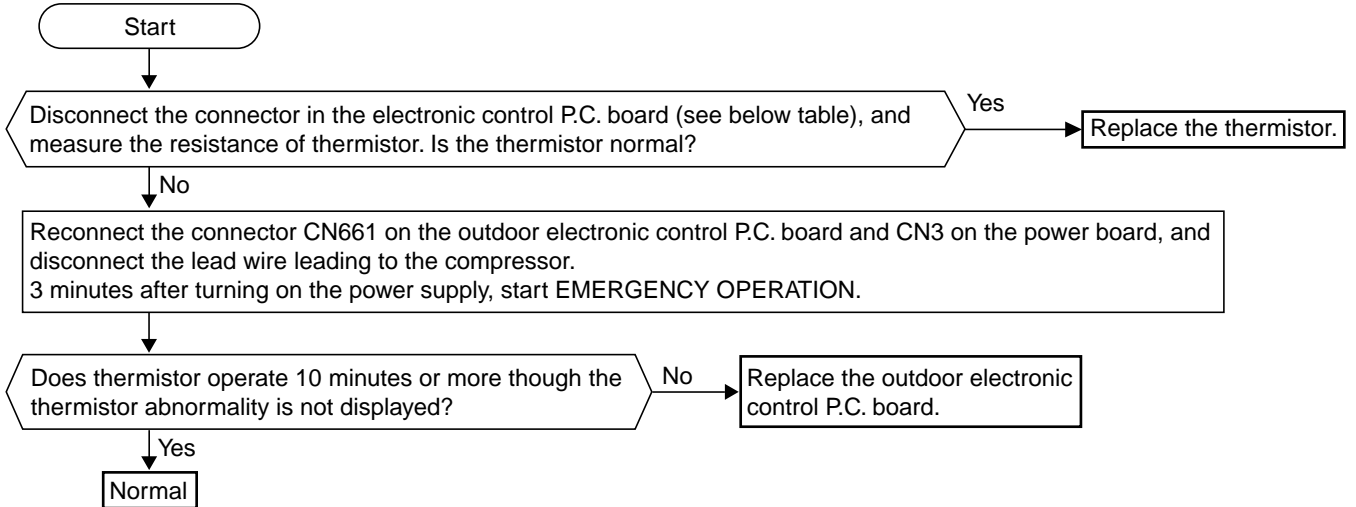 Start
Disconnect the connector in the electronic control P.C. board (see below table), and
measure the resistance of thermistor. Is the thermistor normal?
Yes
Replace the thermistor.
No
Reconnect the connector CN661 on the outdoor electronic control P.C. board and CN3 on the power board, and
disconnect the lead wire leading to the compressor.
3 minutes after turning on the power supply, start EMERGENCY OPERATION.
Does thermistor operate 10 minutes or more though the
thermistor abnormality is not displayed?
No
Replace the outdoor electronic
control P.C. board.
Yes
Normal